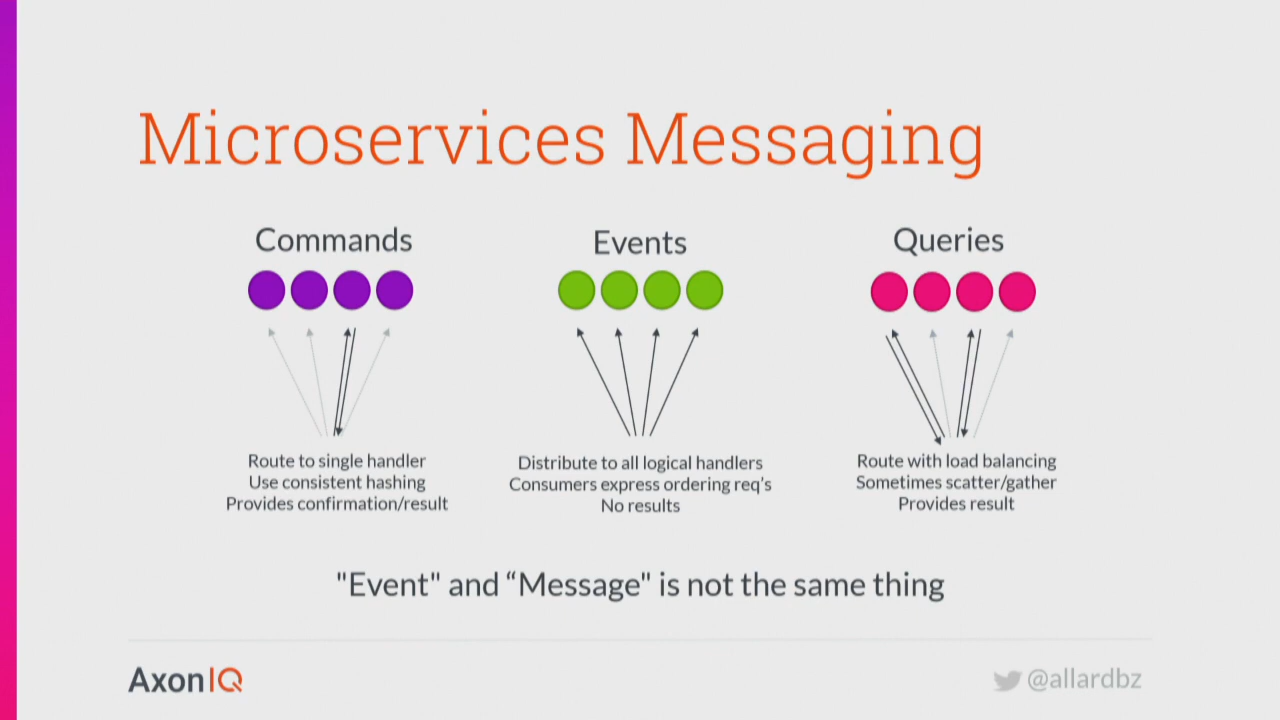 Microservices Messaging
Commands
Route to single handler
Use consistent hashing
Provides confirmation/result
Events
Distribute to all logical handlers
Consumers express ordering req's
No results
Queries
Route with load balancing
Sometimes scatter/gather
Provides result
"Event" and “Message" is not the same thing
AxonIQ
@allardbz